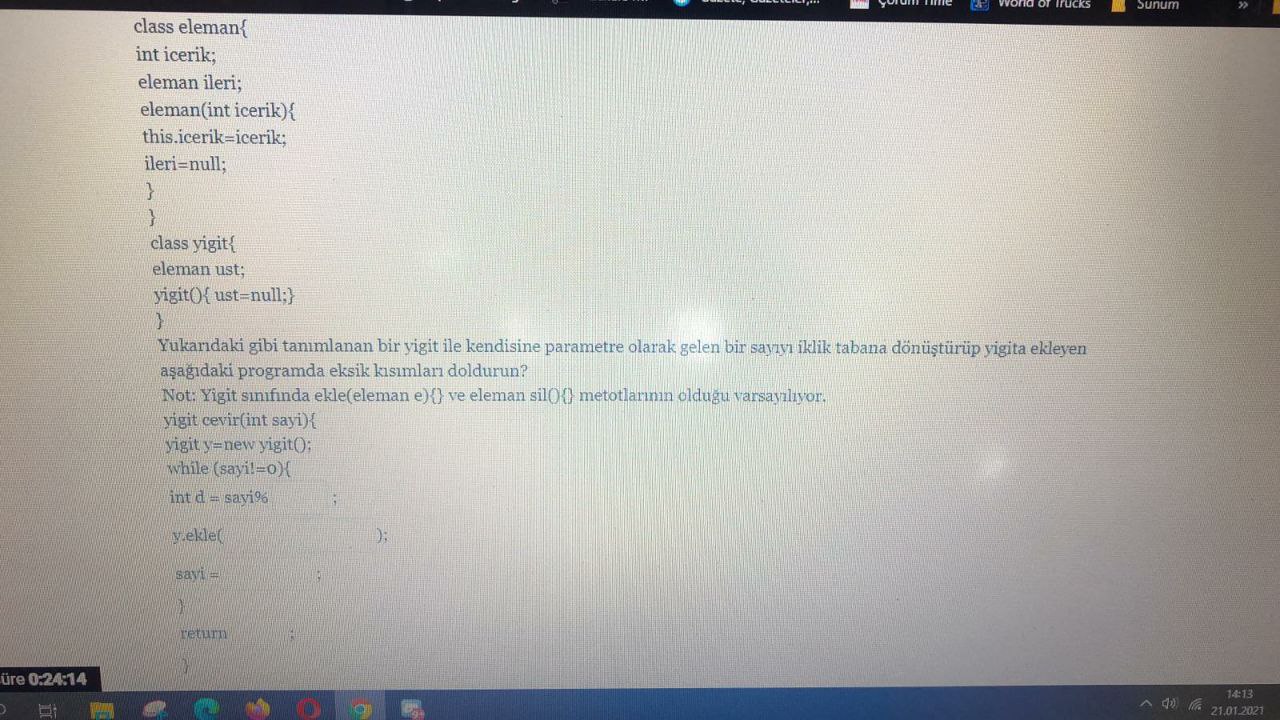 Çorum Time
World of Trucks
Sunum
»
class eleman{
int icerik;
eleman ileri;
eleman(int icerik){
this.icerik=icerik;
ileri=null;
}
}
class yigit{
eleman ust;
yigit(){ ust=null;}
}
Yukarıdaki gibi tanımlanan bir yigit ile kendisine parametre olarak gelen bir sayıyı iklik tabana dönüştürüp yigita ekleyen
aşağıdaki programda eksik kısımları doldurun?
Not: Yigit sınıfında ekle(eleman e){} ve eleman sil(){} metotlarının olduğu varsayılıyor.
yigit cevir(int sayi){
yigit y=new yigit();
while (sayi!=0){
int d = sayi% ;
y.ekle( );
sayi = ;
}
return ;
}
üre 0:24:14
14:13
21.01.2021